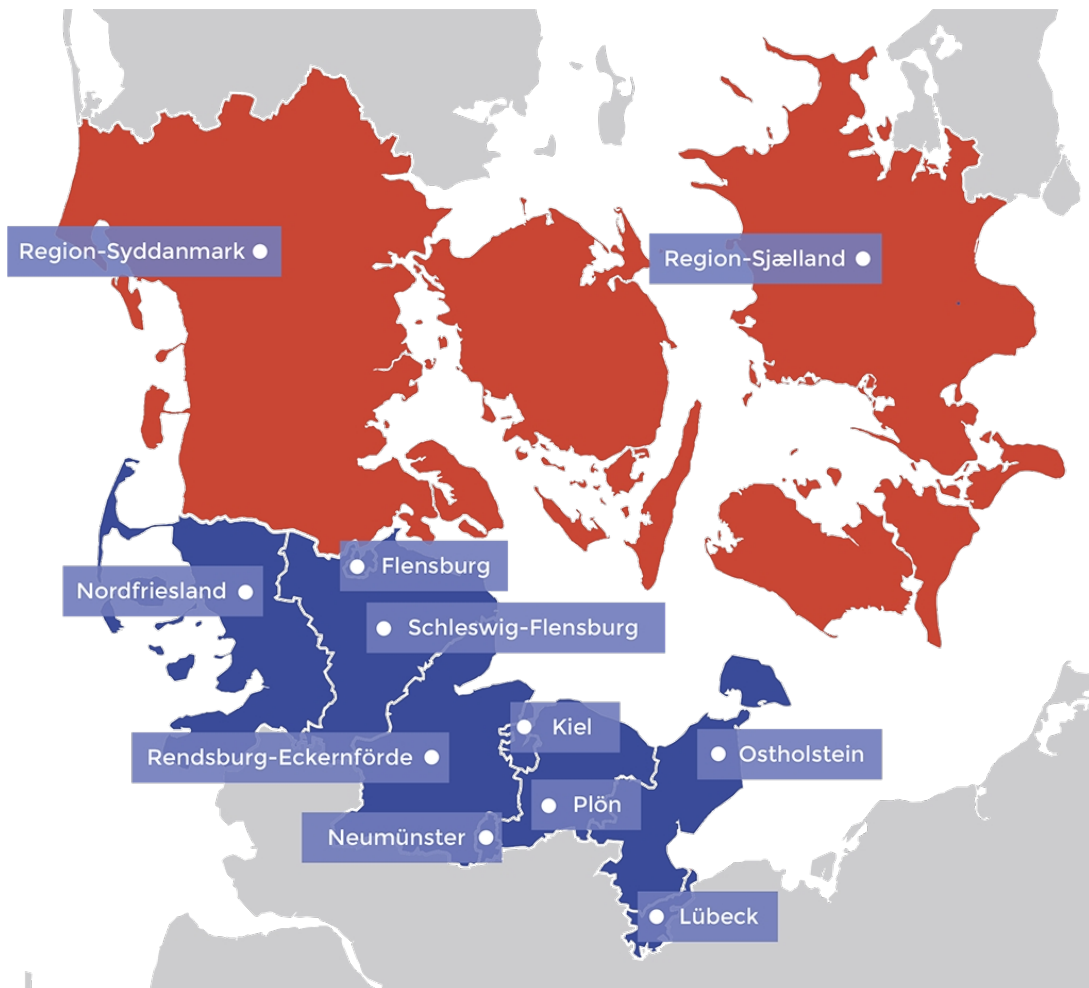 Region-Syddanmark
Region-Sjælland
Flensburg
Nordfriesland
Schleswig-Flensburg
Kiel
Rendsburg-Eckernförde
Ostholstein
Plön
Neumünster
Lübeck